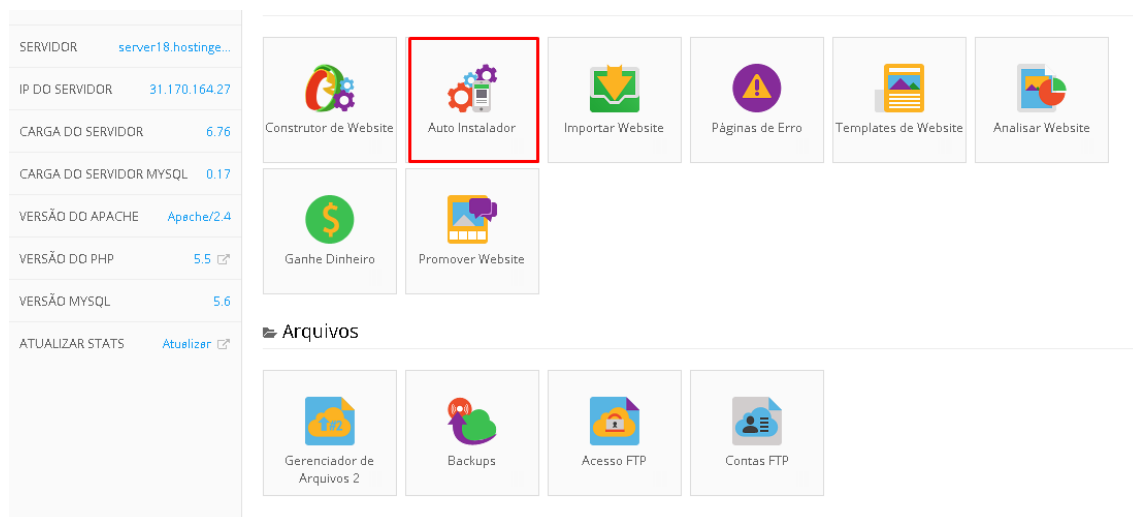 SERVIDOR server18.hostinge...
IP DO SERVIDOR 31.170.164.27
CARGA DO SERVIDOR 6.76
CARGA DO SERVIDOR MYSQL 0.17
VERSÃO DO APACHE Apache/2.4
VERSÃO DO PHP 5.5
VERSÃO MYSQL 5.6
ATUALIZAR STATS Atualizar
Construtor de Website Auto Instalador Importar Website Páginas de Erro Templates de Website Analisar Website
Ganhe Dinheiro Promover Website
Arquivos
#2
Gerenciador de Backups Acesso FTP Contas FTP
Arquivos 2